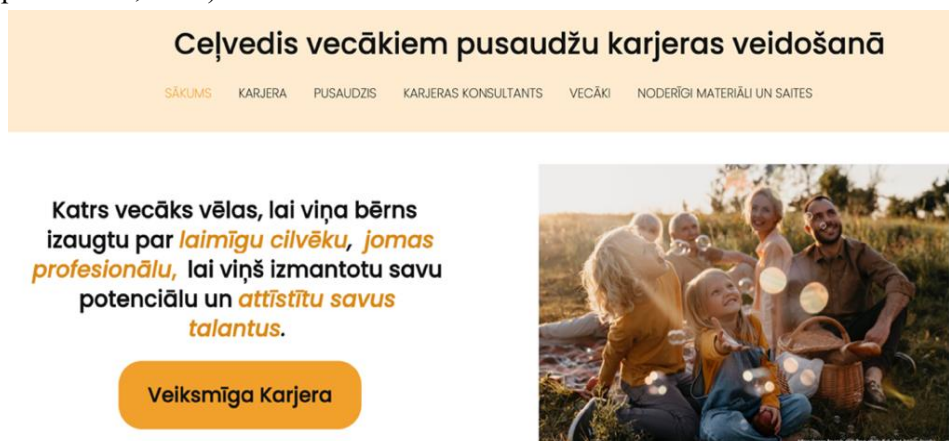 Ceļvedis vecākiem pusaudžu karjeras veidošanā
SĀKUMS KARJERA PUSAUDZIS KARJERAS KONSULTANTS VECĀKI NODERĪGI MATERIĀLI UN SAITES
Katrs vecāks vēlas, lai viņa bērns
izaugtu par laimīgu cilvēku, jomas
profesionālu, lai viņš izmantotu savu
potenciālu un attīstītu savus
talantus.
Veiksmīga Karjera